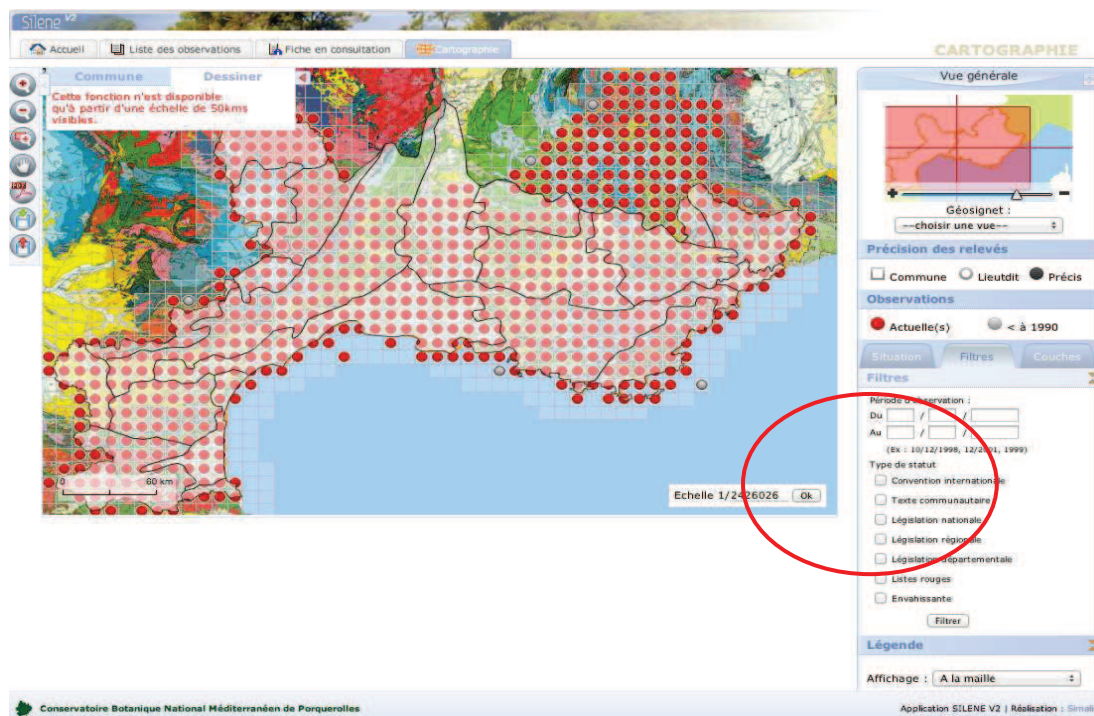 Silene V2
Accueil
Liste des observations
Fiche en consultation
Cartographie
CARTOGRAPHIE
Commune
Dessiner
Cette fonction n'est disponible
qu'à partir d'une échelle de 50kms
visibles.
PDF
0 60 km
Echelle 1/2426026 Ok
Vue générale
Géosignet :
--choisir une vue--
Précision des relevés
Commune Lieutdit Précis
Observations
Actuelle(s) < à 1990
Situation Filtres Couches
Filtres
Période d'observation :
Du / /
Au / /
(Ex : 10/12/1998, 12/2001, 1999)
Type de statut
Convention internationale
Texte communautaire
Législation nationale
Législation régionale
Législation départementale
Listes rouges
Envahissante
Filtrer
Légende
Affichage : A la maille
Conservatoire Botanique National Méditerranéen de Porquerolles
Application SILENE V2 | Réalisation :